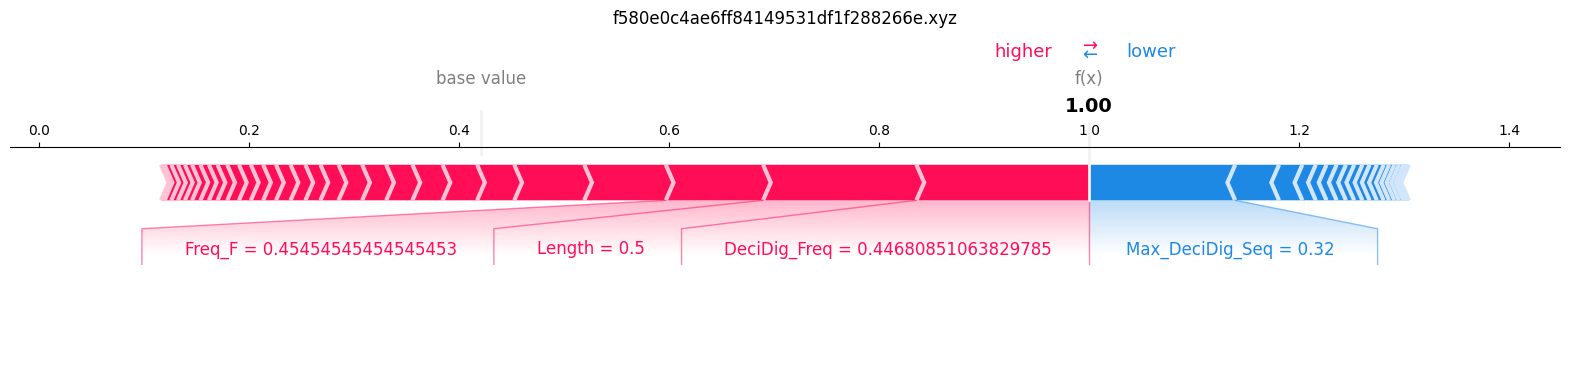 f580e0c4ae6ff84149531df1f288266e.xyz
higher ⇄ lower
base value f(x)
1.00
0.0 0.2 0.4 0.6 0.8 1.0 1.2 1.4
Freq_F = 0.45454545454545453 Length = 0.5 DeciDig_Freq = 0.44680851063829785 Max_DeciDig_Seq = 0.32